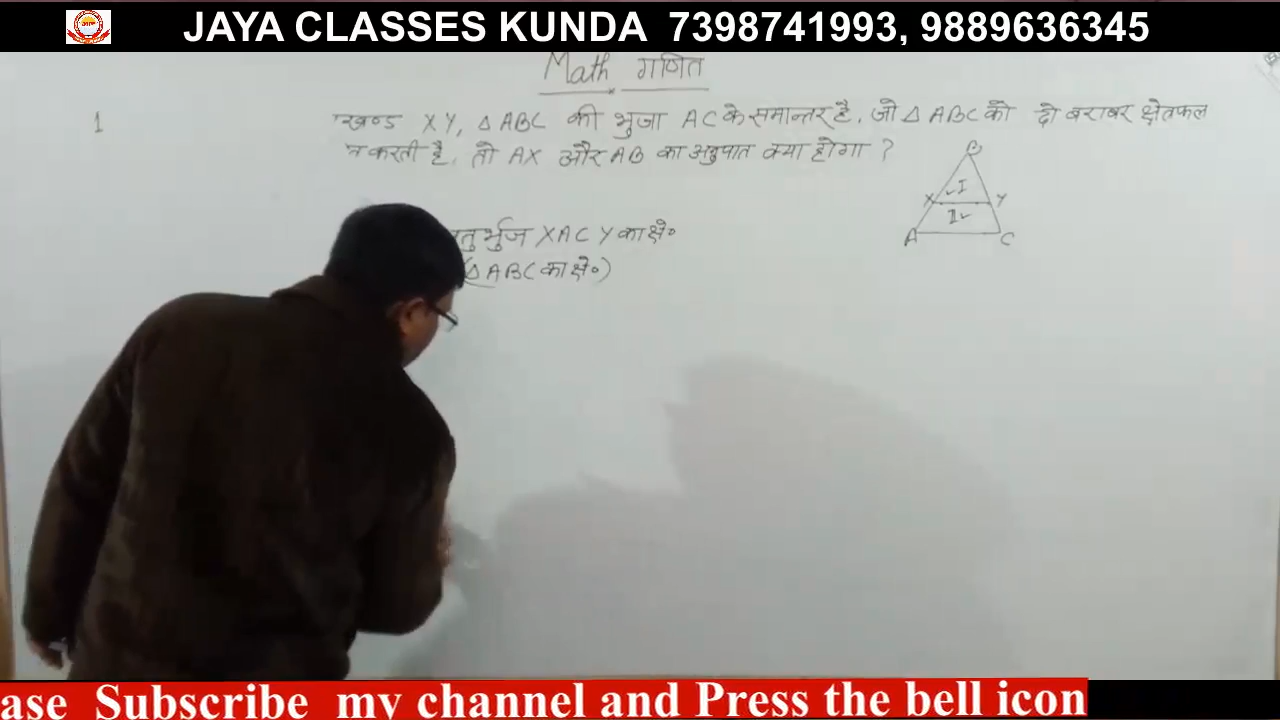 JAYA CLASSES KUNDA 7398741993, 9889636345
Math गणित
1 खण्ड XY, △ ABC की भुजा AC के समान्तर है, जो △ ABC को दो बराबर क्षेत्रफल
करती है, तो AX और AB का अनुपात क्या होगा ?
B
I
X Y
II
A C
XACY का क्षे०
(△ ABC का क्षे०)
ase Subscribe my channel and Press the bell icon